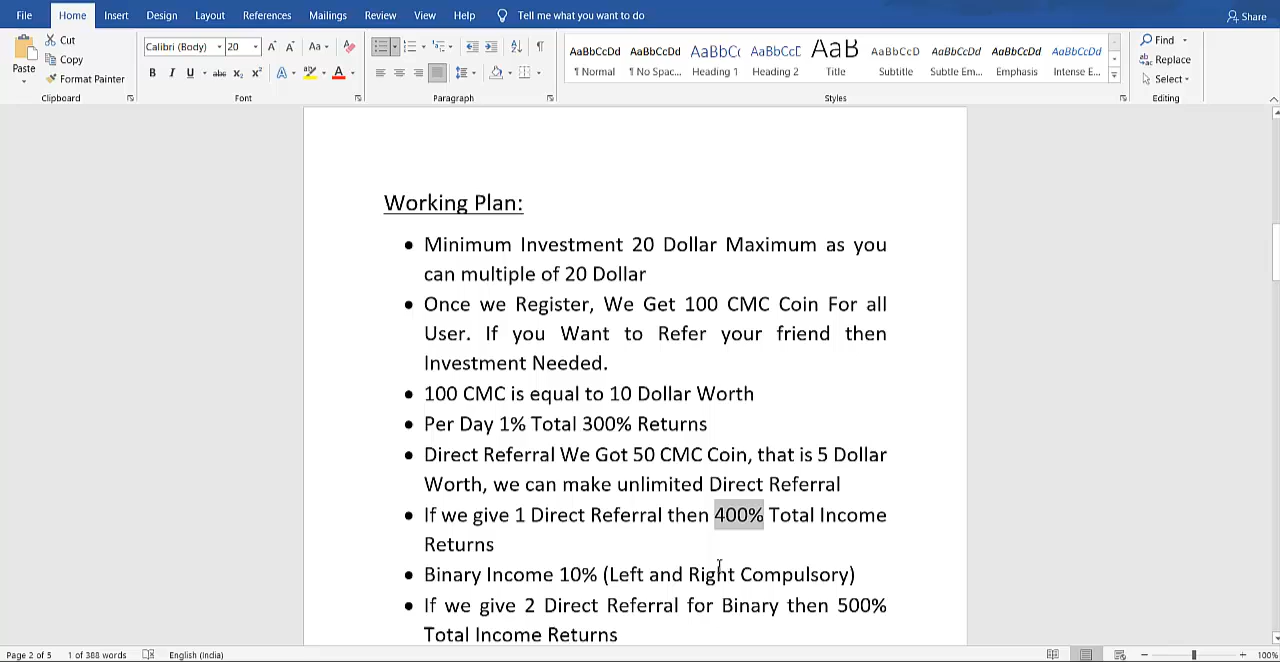 File Home Insert Design Layout References Mailings Review View Help Tell me what you want to do Share
Cut
Copy
Format Painter
Paste
Calibri (Body) 20
AaBbCcDd AaBbCcDd AaBbC AaBbCcD AaB AaBbCcD AaBbCcDd AaBbCcDd AaBbCcDd
¶ Normal ¶ No Spac... Heading 1 Heading 2 Title Subtitle Subtle Em... Emphasis Intense E...
Find
Replace
Select
Clipboard Font Paragraph Styles Editing
Working Plan:
• Minimum Investment 20 Dollar Maximum as you
can multiple of 20 Dollar
• Once we Register, We Get 100 CMC Coin For all
User. If you Want to Refer your friend then
Investment Needed.
• 100 CMC is equal to 10 Dollar Worth
• Per Day 1% Total 300% Returns
• Direct Referral We Got 50 CMC Coin, that is 5 Dollar
Worth, we can make unlimited Direct Referral
• If we give 1 Direct Referral then 400% Total Income
Returns
• Binary Income 10% (Left and Right Compulsory)
• If we give 2 Direct Referral for Binary then 500%
Total Income Returns
Page 2 of 5 1 of 388 words English (India) 100%